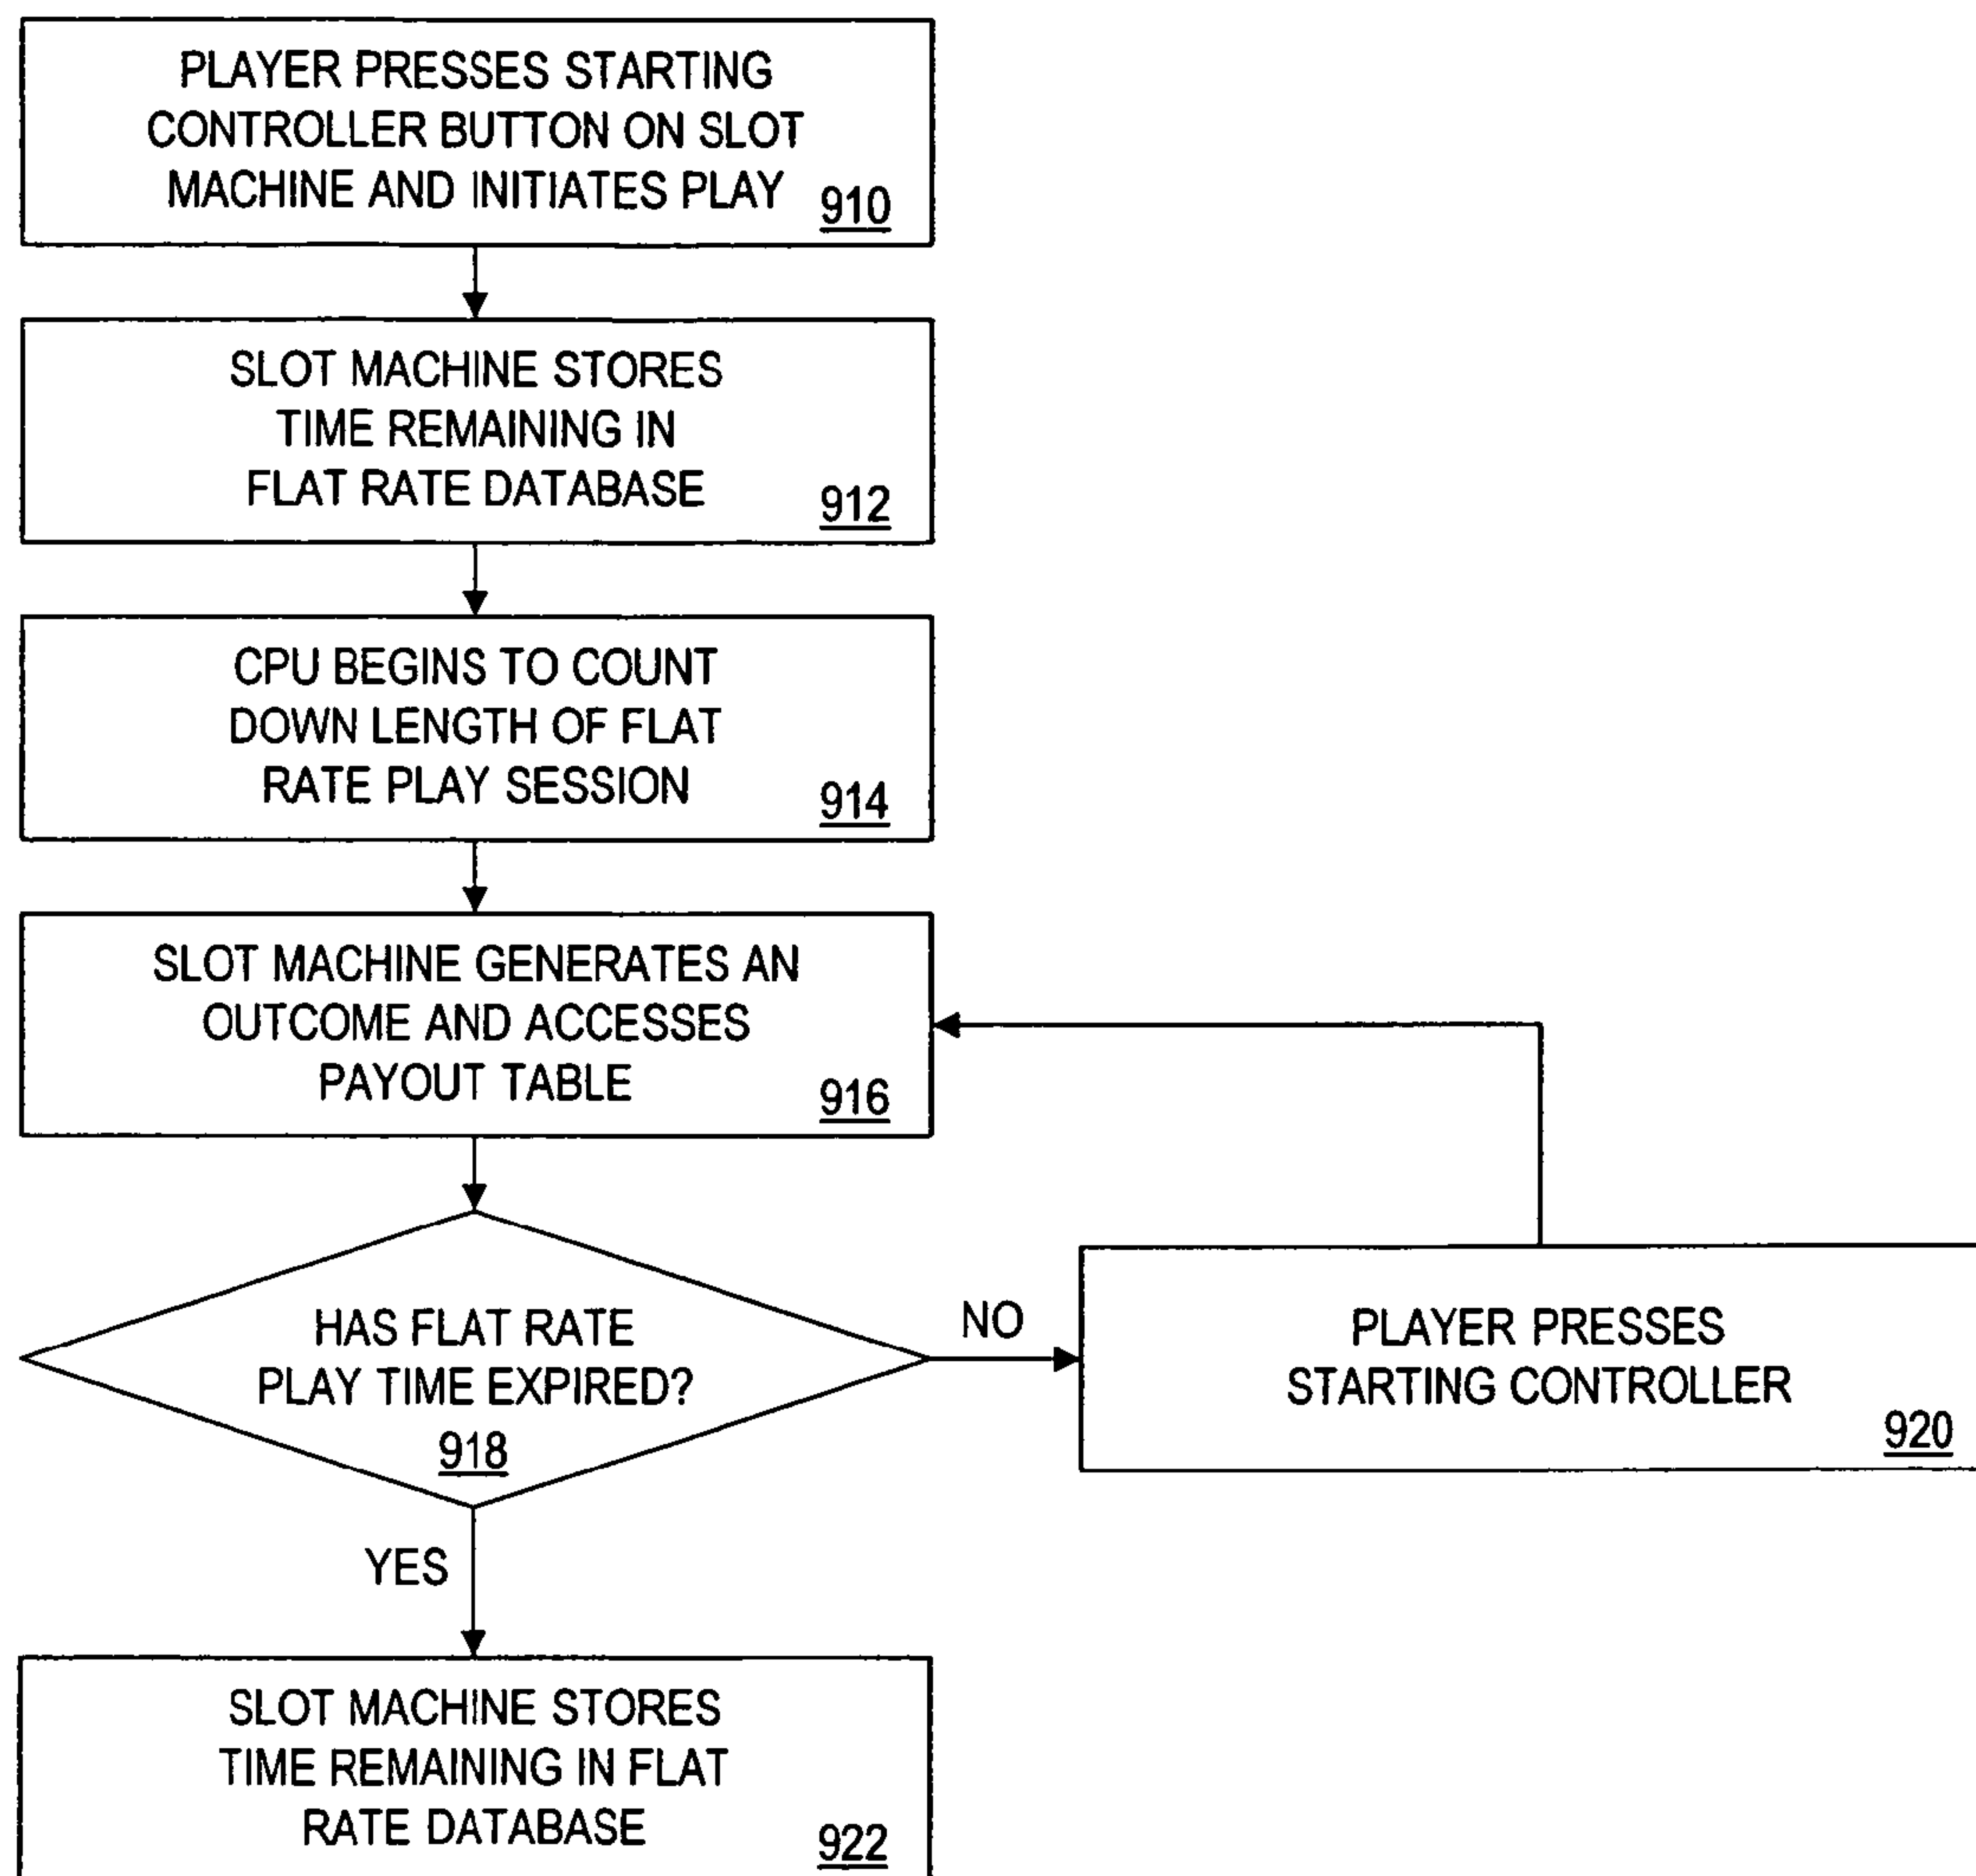 PLAYER PRESSES STARTING
CONTROLLER BUTTON ON SLOT
MACHINE AND INITIATES PLAY
910
SLOT MACHINE STORES
TIME REMAINING IN
FLAT RATE DATABASE
912
CPU BEGINS TO COUNT
DOWN LENGTH OF FLAT
RATE PLAY SESSION
914
SLOT MACHINE GENERATES AN
OUTCOME AND ACCESSES
PAYOUT TABLE
916
HAS FLAT RATE
PLAY TIME EXPIRED?
918
NO
PLAYER PRESSES
STARTING CONTROLLER
920
YES
SLOT MACHINE STORES
TIME REMAINING IN FLAT
RATE DATABASE
922